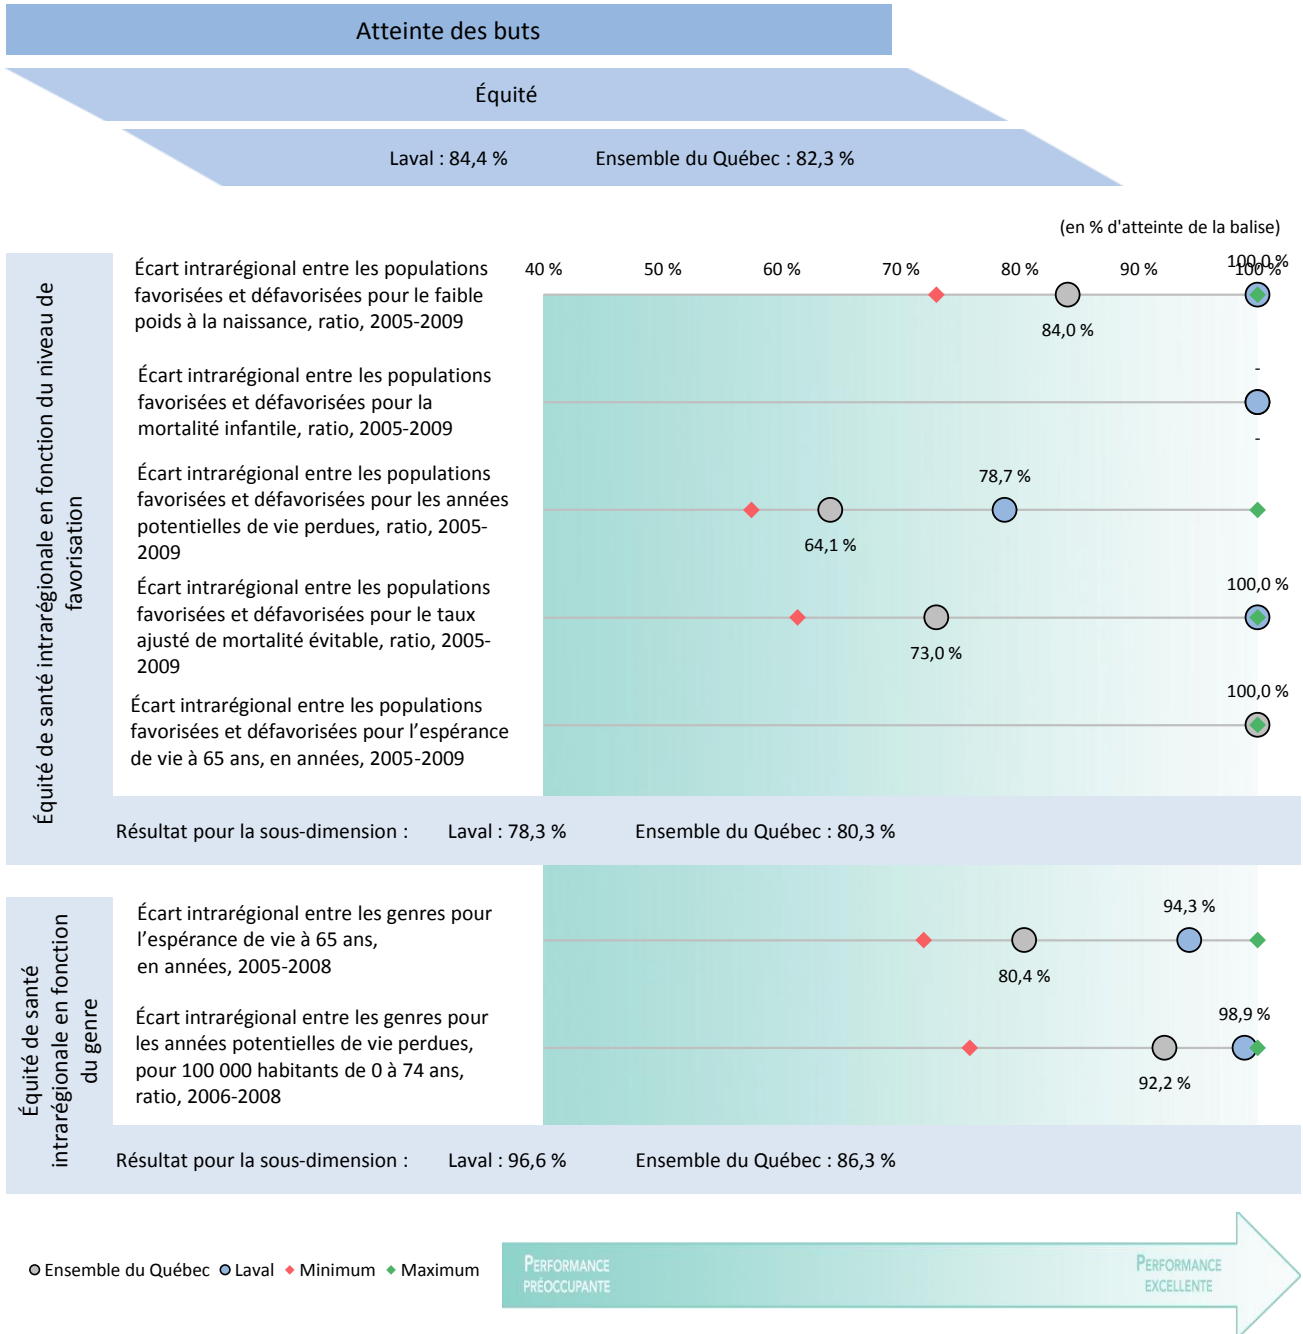 Atteinte des buts
Équité
Laval : 84,4 % Ensemble du Québec : 82,3 %
(en % d'atteinte de la balise)
40 % 50 % 60 % 70 % 80 % 90 % 100 %
Équité de santé intrarégionale en fonction du niveau de
favorisation
Écart intrarégional entre les populations
favorisées et défavorisées pour le faible
poids à la naissance, ratio, 2005-2009
100,0 %
84,0 %
Écart intrarégional entre les populations
favorisées et défavorisées pour la
mortalité infantile, ratio, 2005-2009
-
-
Écart intrarégional entre les populations
favorisées et défavorisées pour les années
potentielles de vie perdues, ratio, 2005-
2009
78,7 %
64,1 %
Écart intrarégional entre les populations
favorisées et défavorisées pour le taux
ajusté de mortalité évitable, ratio, 2005-
2009
100,0 %
73,0 %
Écart intrarégional entre les populations
favorisées et défavorisées pour l'espérance
de vie à 65 ans, en années, 2005-2009
100,0 %
Résultat pour la sous-dimension : Laval : 78,3 % Ensemble du Québec : 80,3 %
Équité de santé
intrarégionale en fonction
du genre
Écart intrarégional entre les genres pour
l'espérance de vie à 65 ans,
en années, 2005-2008
94,3 %
80,4 %
Écart intrarégional entre les genres pour
les années potentielles de vie perdues,
pour 100 000 habitants de 0 à 74 ans,
ratio, 2006-2008
98,9 %
92,2 %
Résultat pour la sous-dimension : Laval : 96,6 % Ensemble du Québec : 86,3 %
Ensemble du Québec Laval Minimum Maximum
PERFORMANCE
PRÉOCCUPANTE
PERFORMANCE
EXCELLENTE